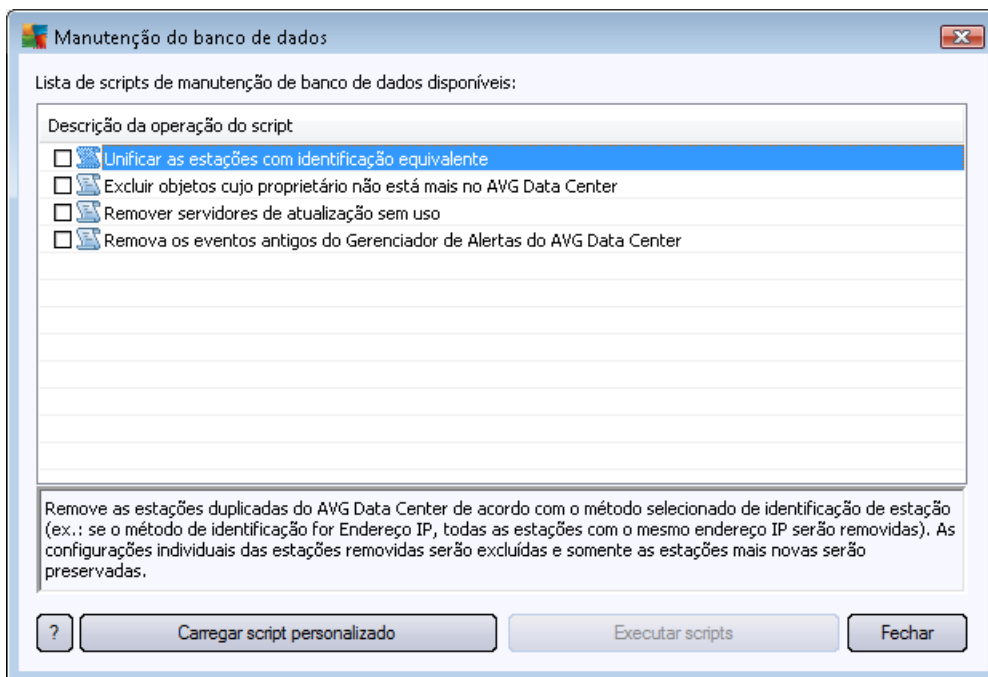 Manutenção do banco de dados
Lista de scripts de manutenção de banco de dados disponíveis:
Descrição da operação do script
Unificar as estações com identificação equivalente
Excluir objetos cujo proprietário não está mais no AVG Data Center
Remover servidores de atualização sem uso
Remova os eventos antigos do Gerenciador de Alertas do AVG Data Center
Remove as estações duplicadas do AVG Data Center de acordo com o método selecionado de identificação de estação
(ex.: se o método de identificação for Endereço IP, todas as estações com o mesmo endereço IP serão removidas). As
configurações individuais das estações removidas serão excluídas e somente as estações mais novas serão
preservadas.
? Carregar script personalizado Executar scripts Fechar